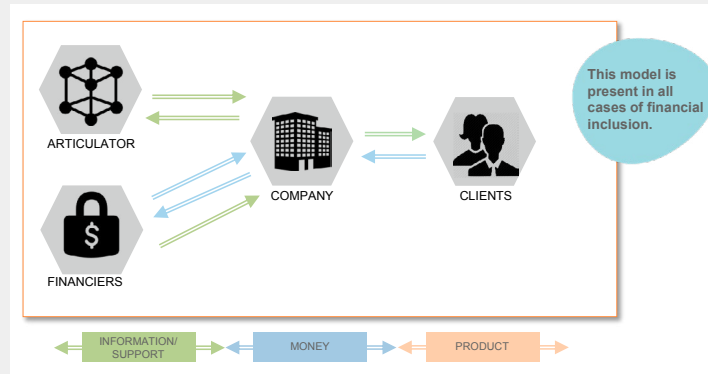 This model is
present in all
cases of financial
inclusion.
ARTICULATOR
COMPANY
CLIENTS
$
FINANCIERS
INFORMATION/
SUPPORT
MONEY
PRODUCT